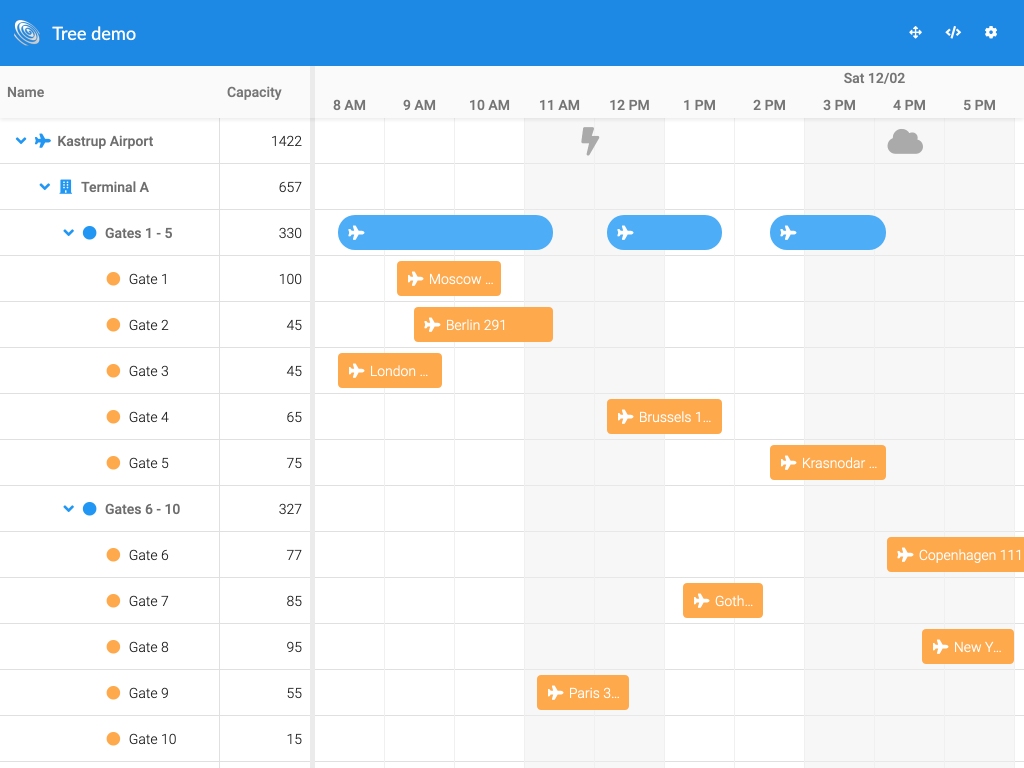 Tree demo
Name Capacity Sat 12/02
8 AM 9 AM 10 AM 11 AM 12 PM 1 PM 2 PM 3 PM 4 PM 5 PM
Kastrup Airport 1422
Terminal A 657
Gates 1 - 5 330
Gate 1 100 Moscow ...
Gate 2 45 Berlin 291
Gate 3 45 London ...
Gate 4 65 Brussels 1...
Gate 5 75 Krasnodar ...
Gates 6 - 10 327
Gate 6 77 Copenhagen 111
Gate 7 85 Goth...
Gate 8 95 New Y...
Gate 9 55 Paris 3...
Gate 10 15